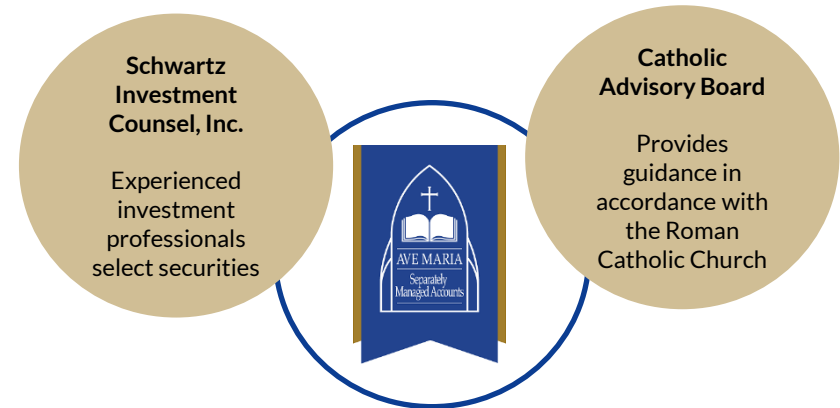 Schwartz
Investment
Counsel, Inc.
Experienced
investment
professionals
select securities
AVE MARIA
Separately
Managed Accounts
Catholic
Advisory Board
Provides
guidance in
accordance with
the Roman
Catholic Church